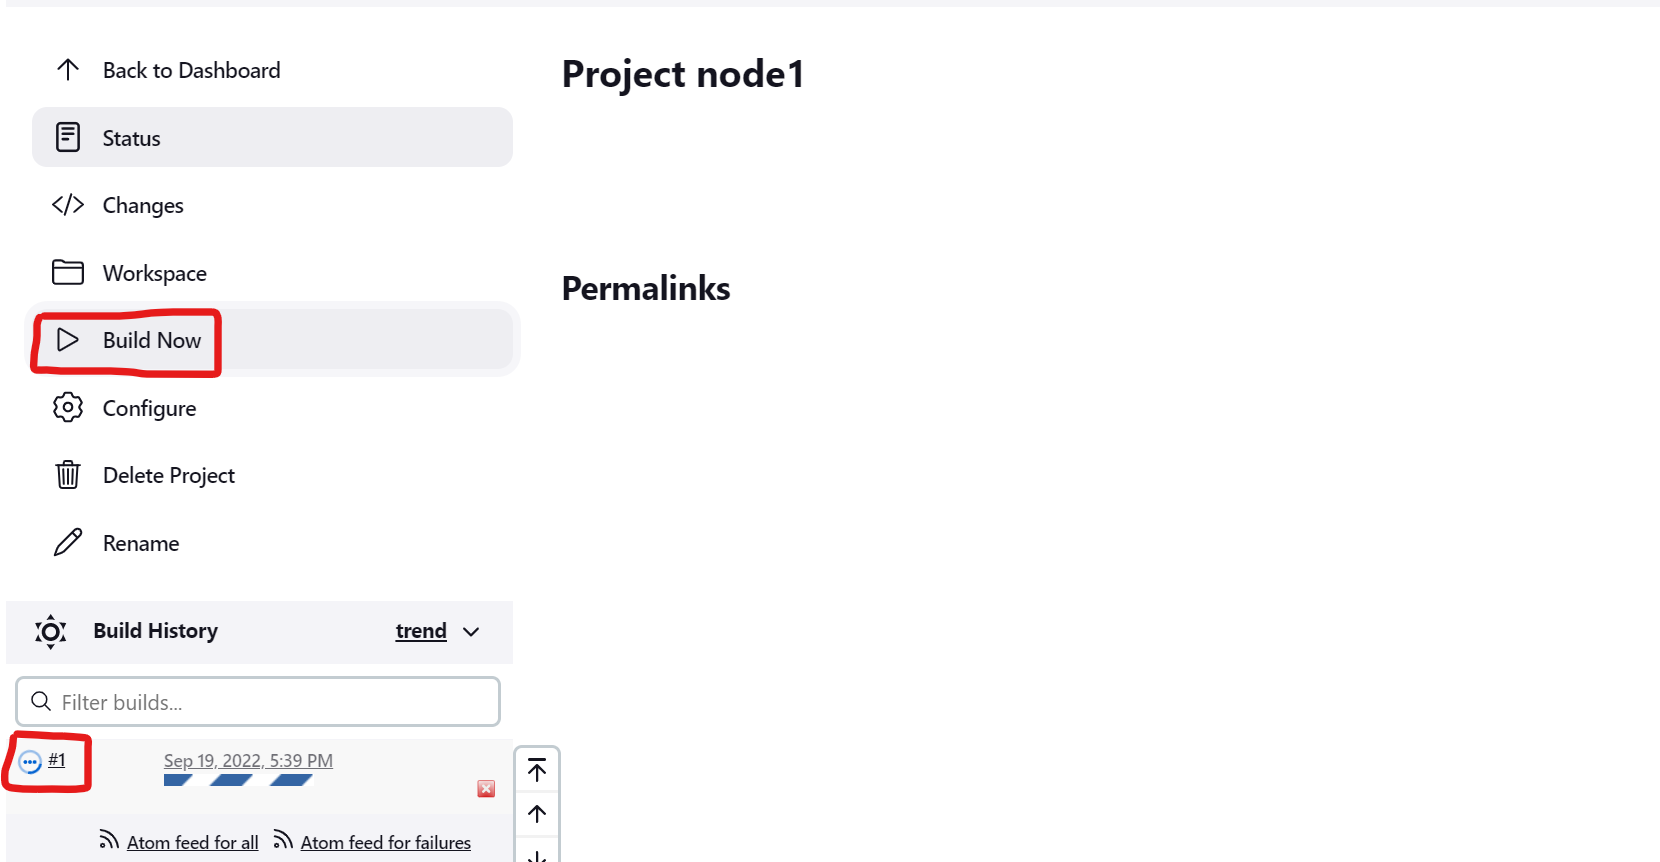 Back to Dashboard
Project node1
Status
Changes
Workspace
Permalinks
Build Now
Configure
Delete Project
Rename
Build History trend
Filter builds...
#1 Sep 19, 2022, 5:39 PM
Atom feed for all Atom feed for failures